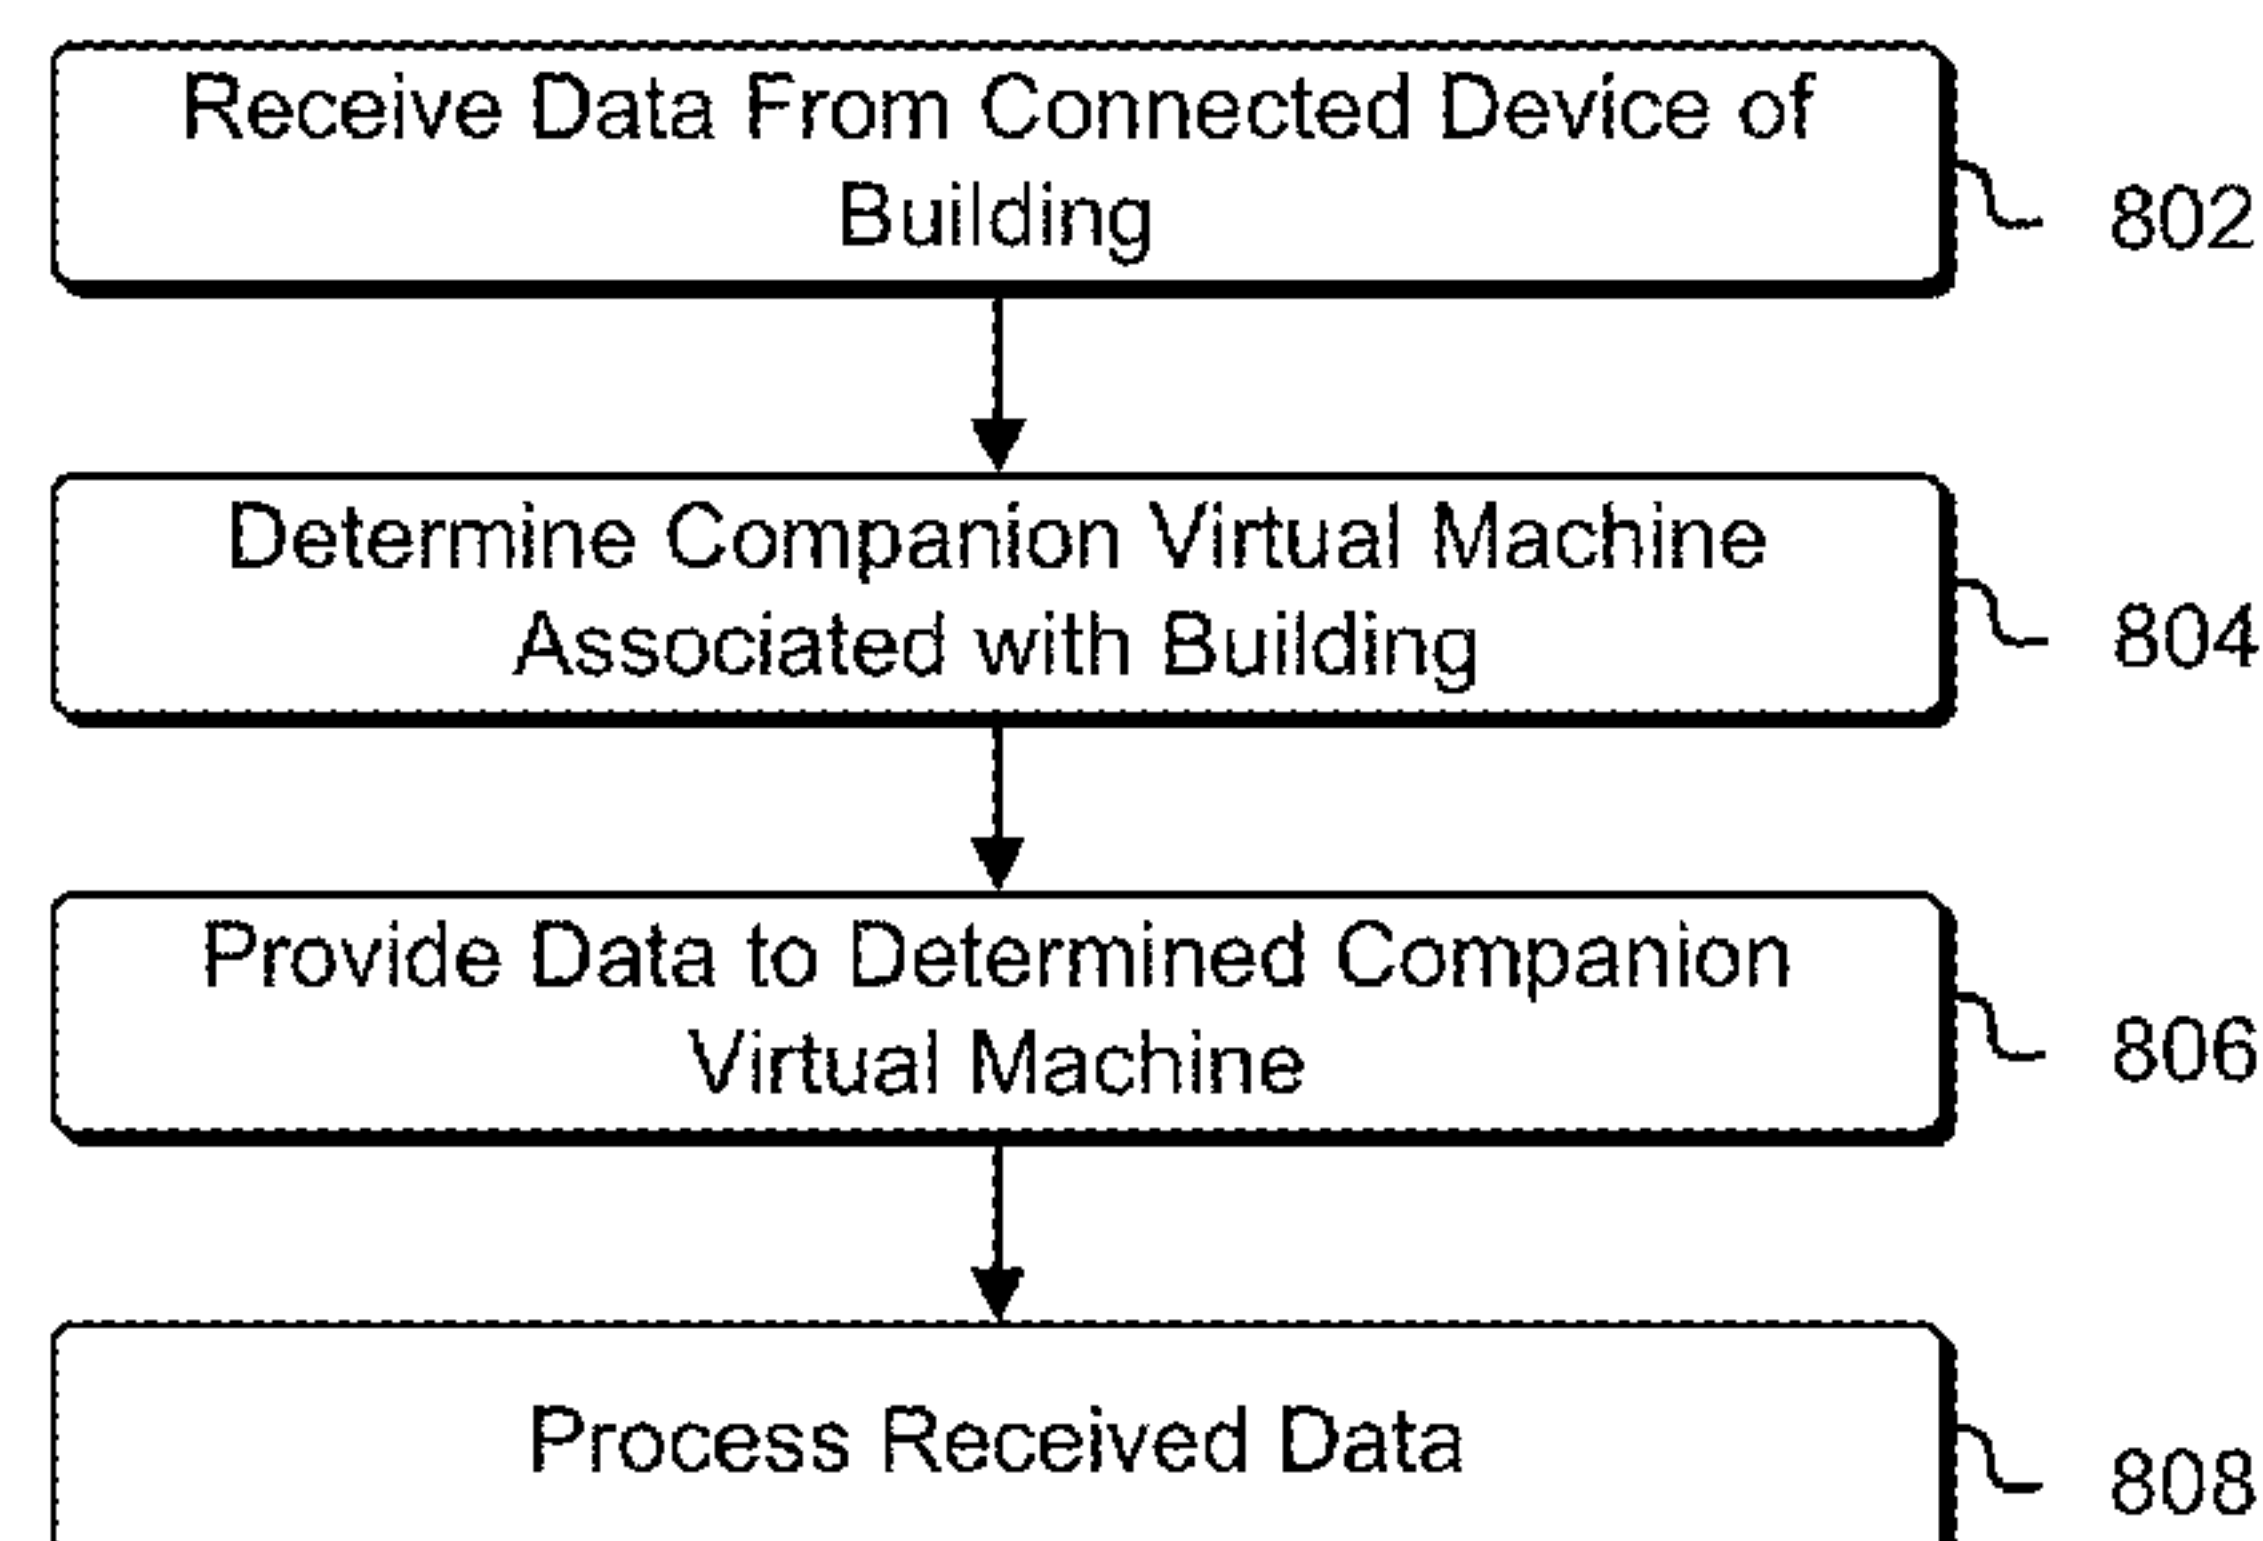 Receive Data From Connected Device of
Building
802
Determine Companion Virtual Machine
Associated with Building
804
Provide Data to Determined Companion
Virtual Machine
806
Process Received Data
808